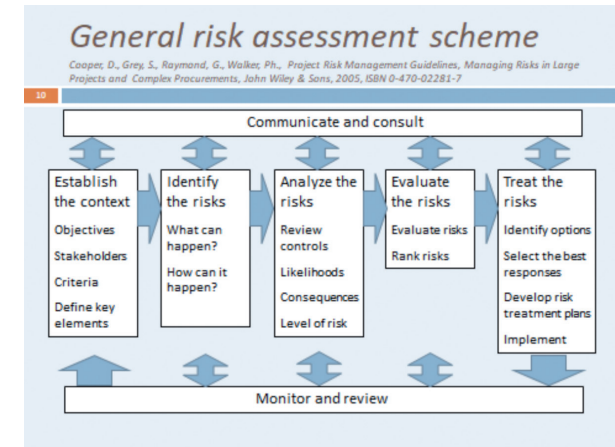 General risk assessment scheme
Cooper, D., Grey, S., Raymond, G., Walker, Ph., Project Risk Management Guidelines, Managing Risks in Large
Projects and Complex Procurements, John Wiley & Sons, 2005, ISBN 0-470-02281-7
10
Communicate and consult
Establish
the context
Objectives
Stakeholders
Criteria
Define key
elements
Identify
the risks
What can
happen?
How can it
happen?
Analyze the
risks
Review
controls
Likelihoods
Consequences
Level of risk
Evaluate
the risks
Evaluate risks
Rank risks
Treat the
risks
Identify options
Select the best
responses
Develop risk
treatment plans
Implement
Monitor and review